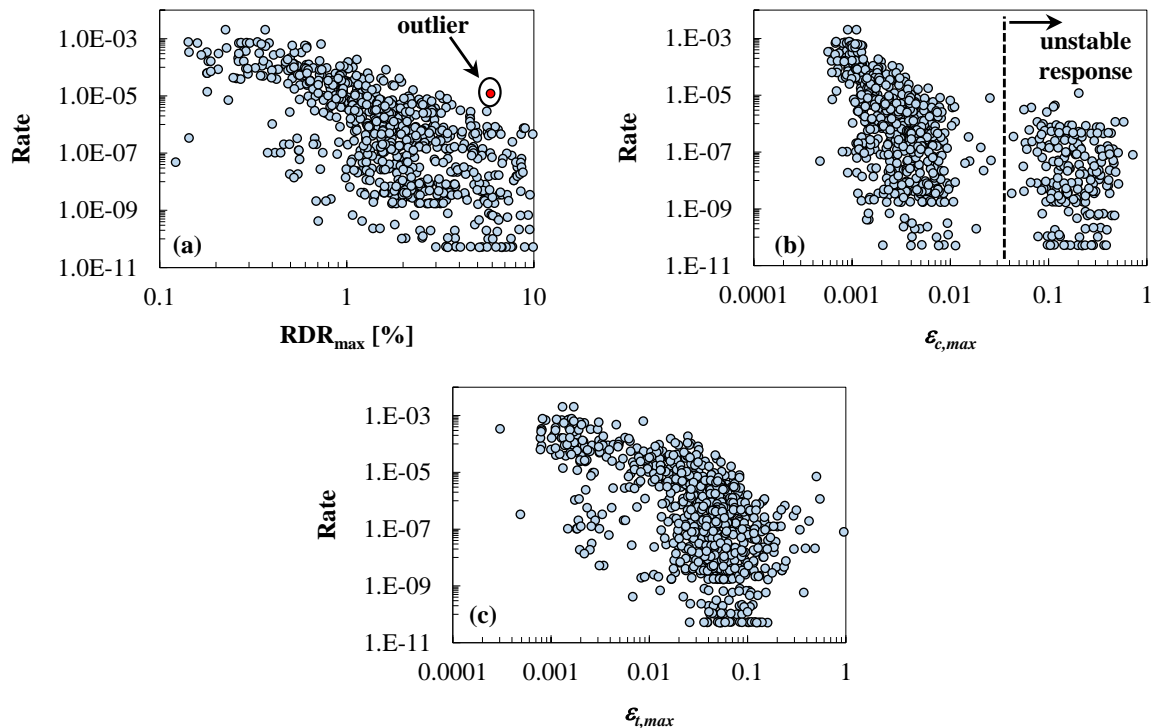 outlier
1.0E-03
1.0E-05
1.0E-07
1.0E-09
1.0E-11
Rate
(a)
0.1
1
10
RDRmax [%]
unstable
response
1.E-03
1.E-05
1.E-07
1.E-09
1.E-11
Rate
(b)
0.0001
0.001
0.01
0.1
1
εc,max
1.E-03
1.E-05
1.E-07
1.E-09
1.E-11
Rate
(c)
0.0001
0.001
0.01
0.1
1
εt,max